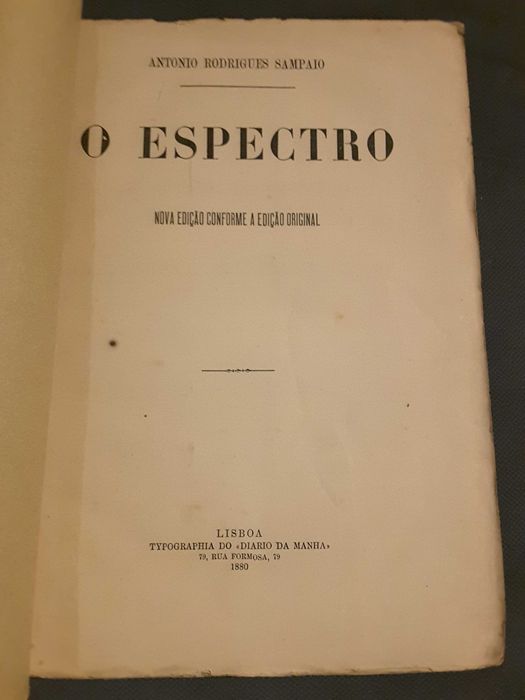 ANTONIO RODRIGUES SAMPAIO
O ESPECTRO
NOVA EDIÇÃO CONFORME A EDIÇÃO ORIGINAL
LISBOA
TYPOGRAPHIA DO «DIARIO DA MANHA»
79, RUA FORMOSA, 79
1880